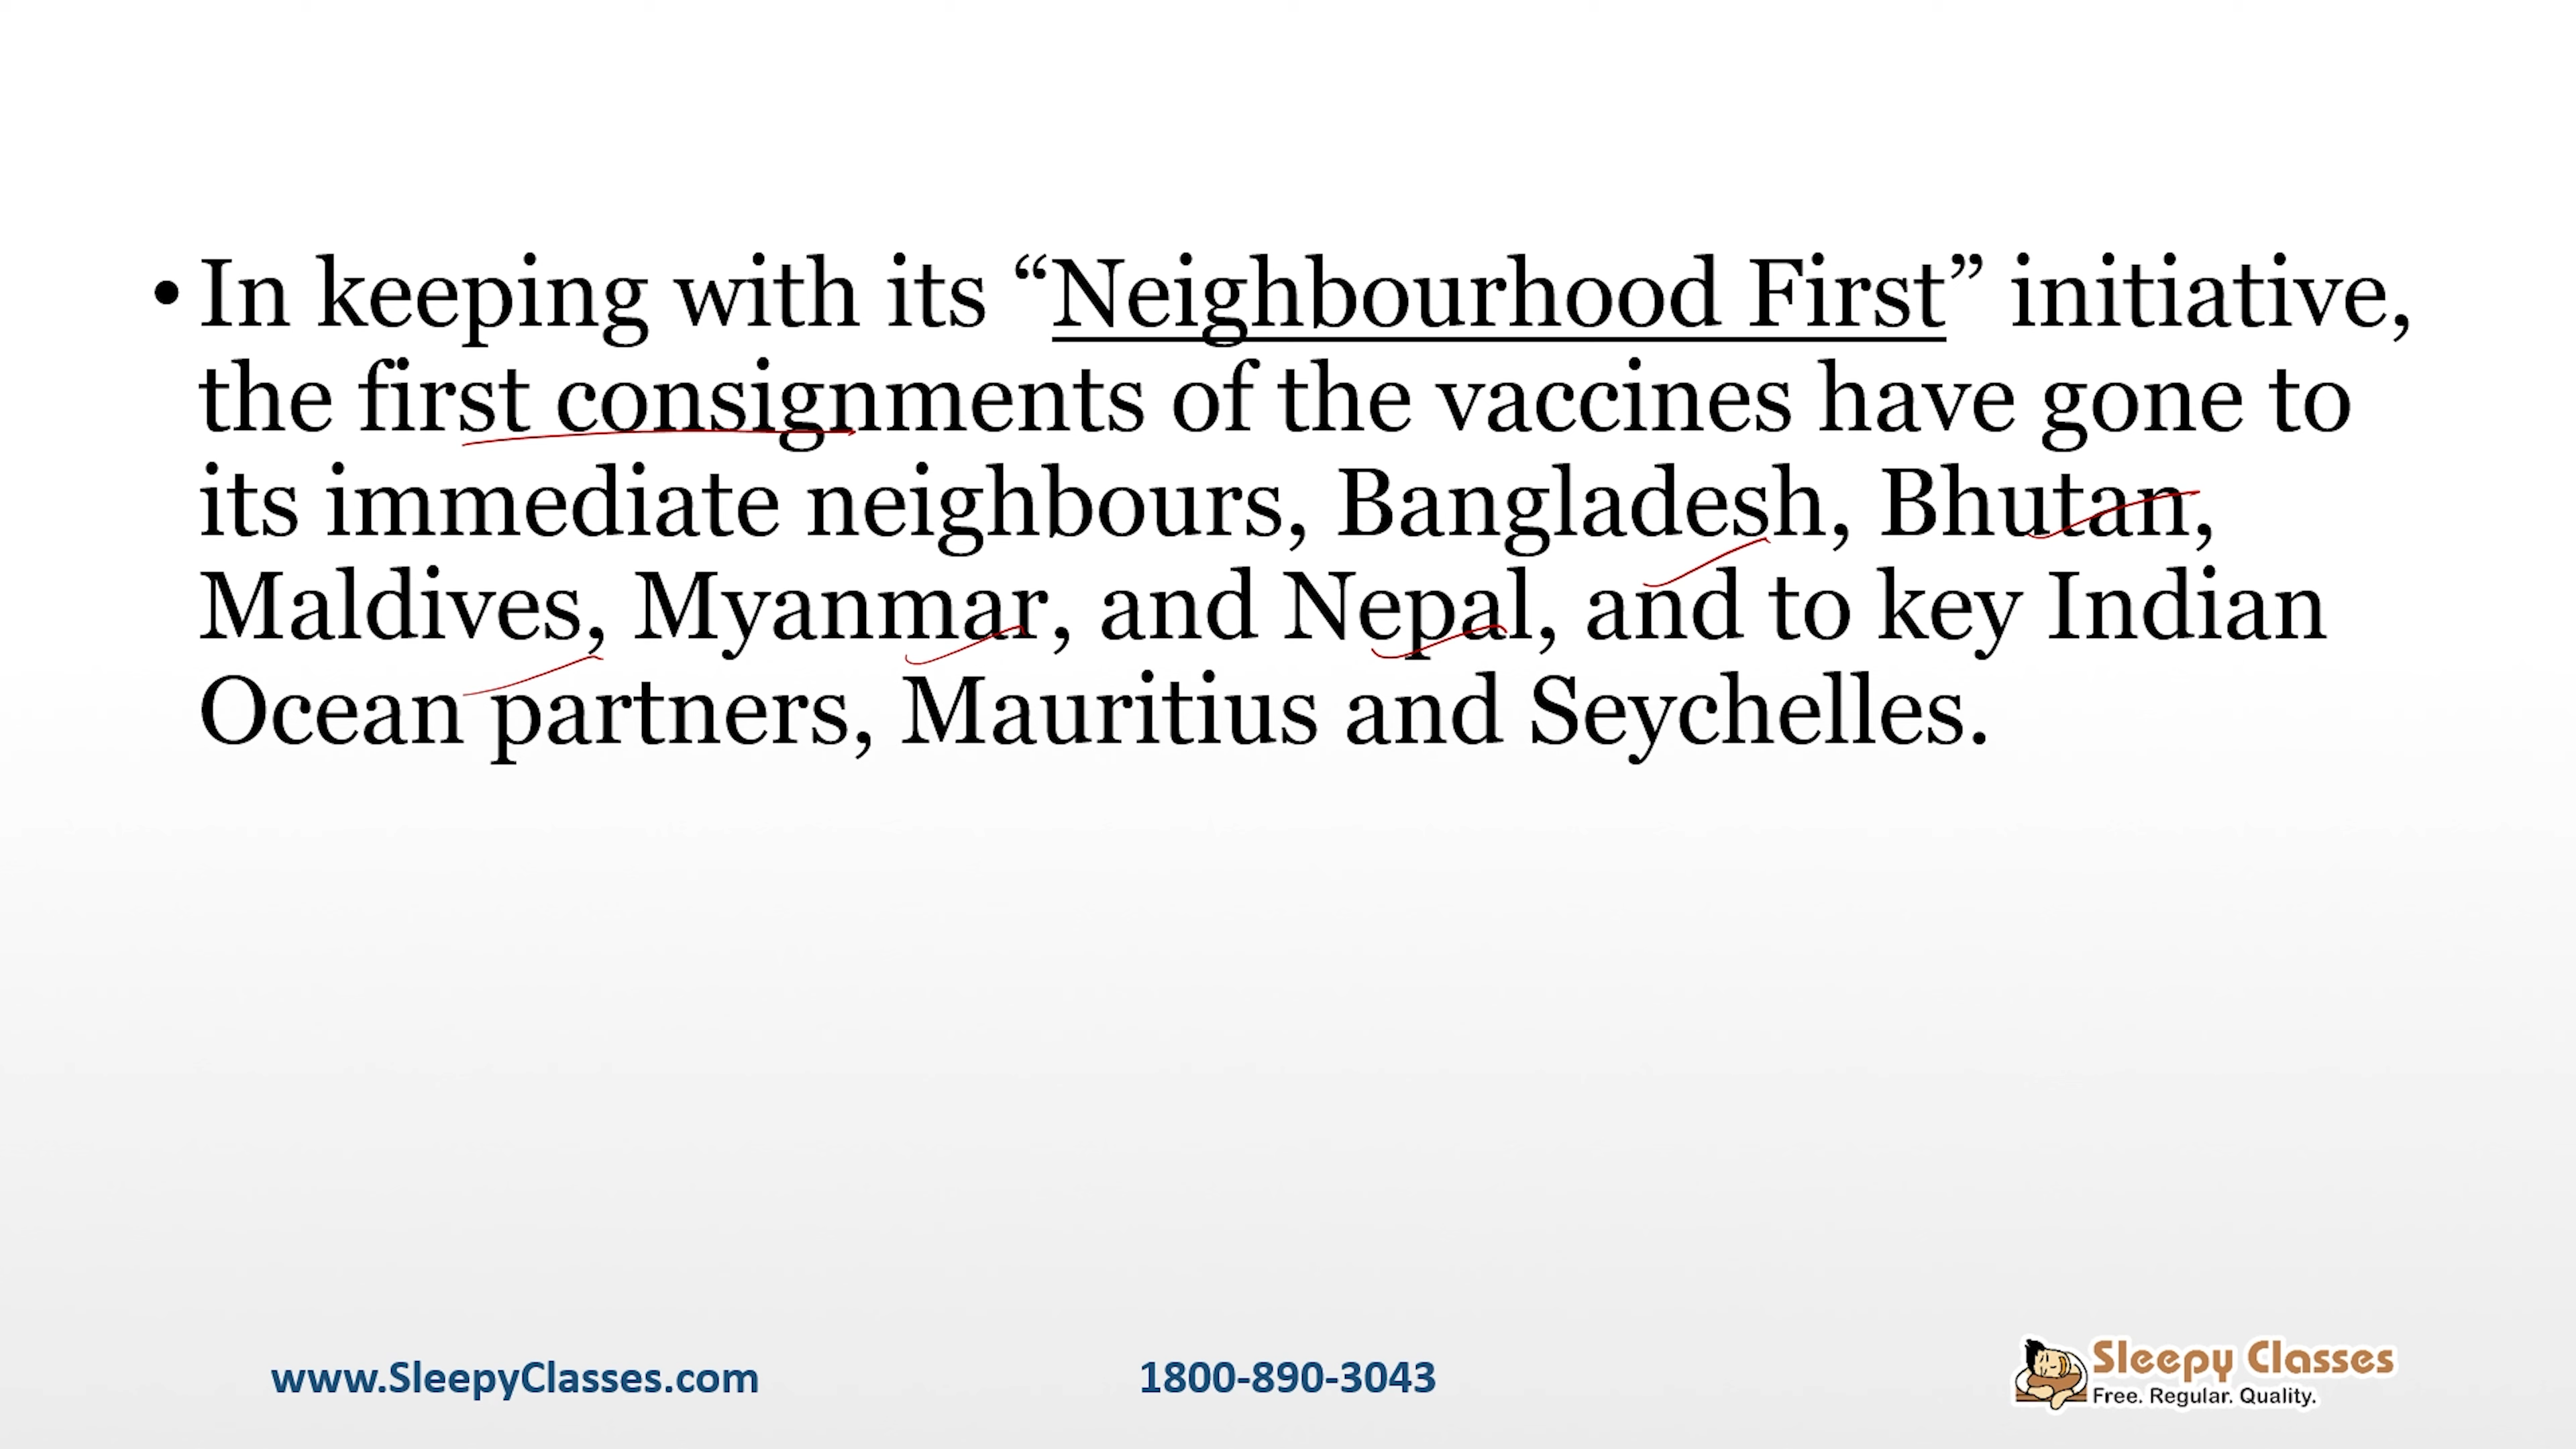 • In keeping with its “Neighbourhood First” initiative,
the first consignments of the vaccines have gone to
its immediate neighbours, Bangladesh, Bhutan,
Maldives, Myanmar, and Nepal, and to key Indian
Ocean partners, Mauritius and Seychelles.
www.SleepyClasses.com
1800-890-3043
Sleepy Classes
Free. Regular. Quality.